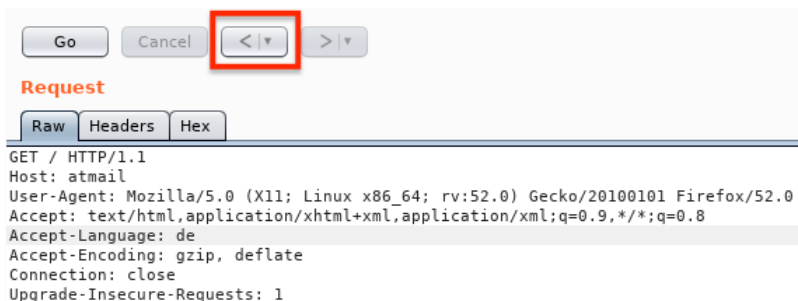 Go Cancel < | ▼ > | ▼
Request
Raw Headers Hex
GET / HTTP/1.1
Host: atmail
User-Agent: Mozilla/5.0 (X11; Linux x86_64; rv:52.0) Gecko/20100101 Firefox/52.0
Accept: text/html,application/xhtml+xml,application/xml;q=0.9,*/*;q=0.8
Accept-Language: de
Accept-Encoding: gzip, deflate
Connection: close
Upgrade-Insecure-Requests: 1